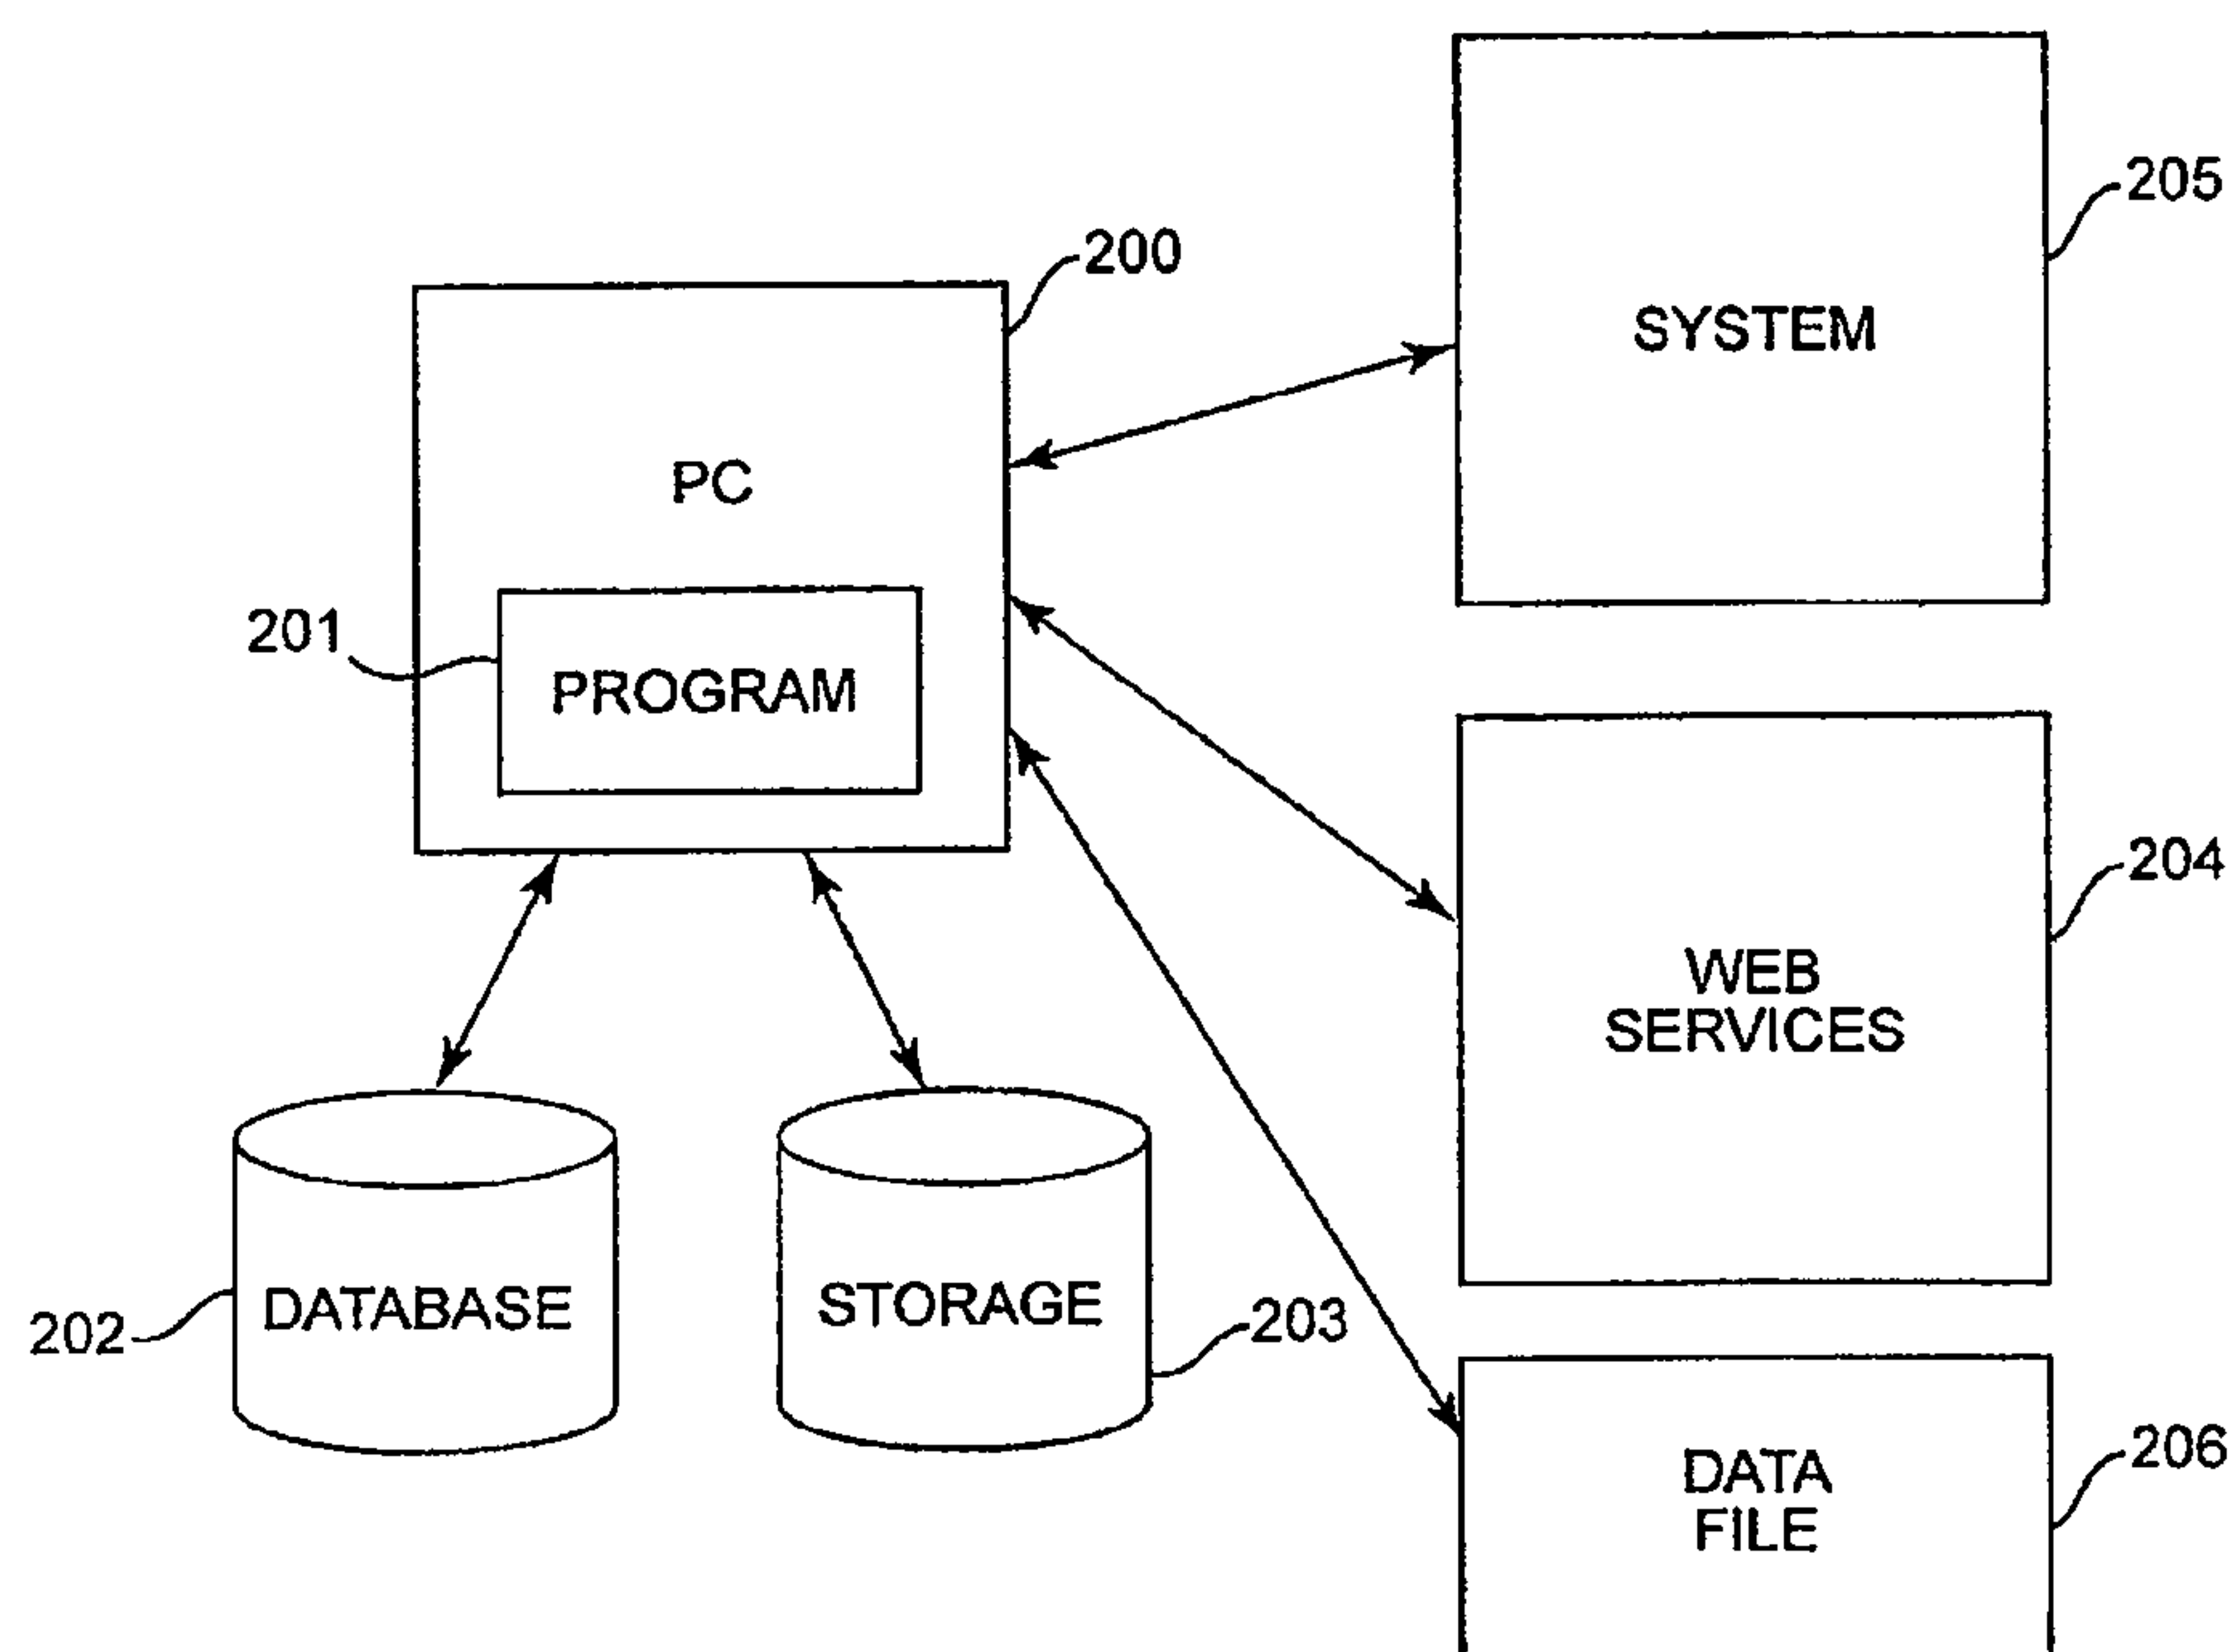 205
200
SYSTEM
PC
201
PROGRAM
204
WEB
SERVICES
DATABASE
STORAGE
202
203
DATA
FILE
206